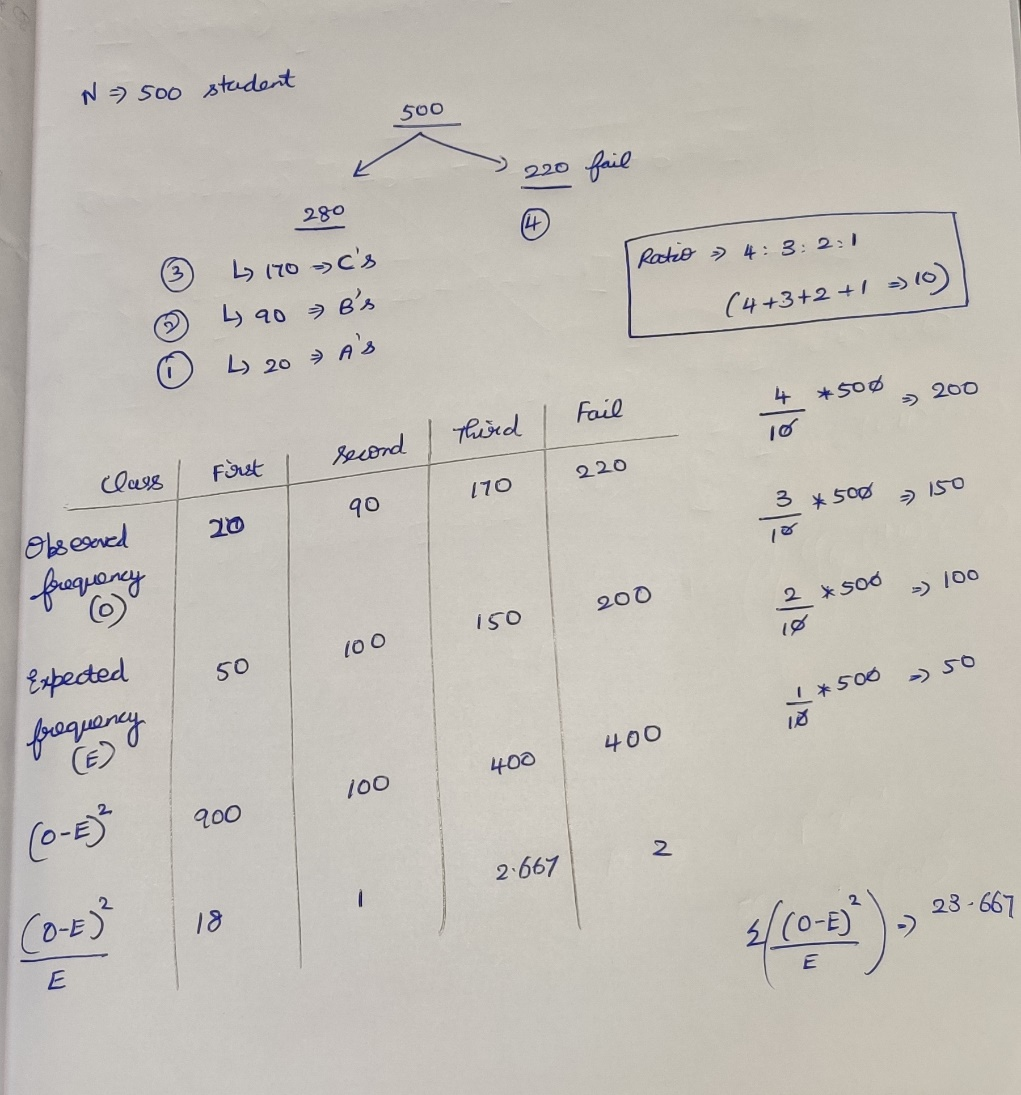 N ⇒ 500 student
500
280
220 fail
④
③ ↳ 170 ⇒ C's
② ↳ 90 ⇒ B's
① ↳ 20 ⇒ A's
Ratio ⇒ 4:3:2:1
(4+3+2+1 ⇒ 10)
Class First Second Third Fail
Observed frequency (O) 20 90 170 220
Expected frequency (E) 50 100 150 200
(O-E)² 900 100 400 400
(O-E)²/E 18 1 2.667 2
4/10 * 500 ⇒ 200
3/10 * 500 ⇒ 150
2/10 * 500 ⇒ 100
1/10 * 500 ⇒ 50
Σ((O-E)²/E) ⇒ 23.667